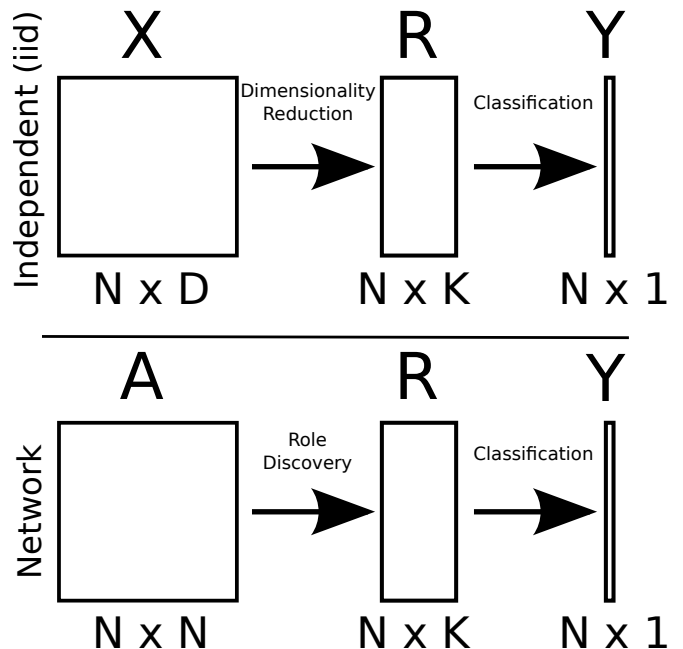 Independent (iid)
X
R
Y
Dimensionality
Reduction
Classification
N x D
N x K
N x 1
Network
A
R
Y
Role
Discovery
Classification
N x N
N x K
N x 1